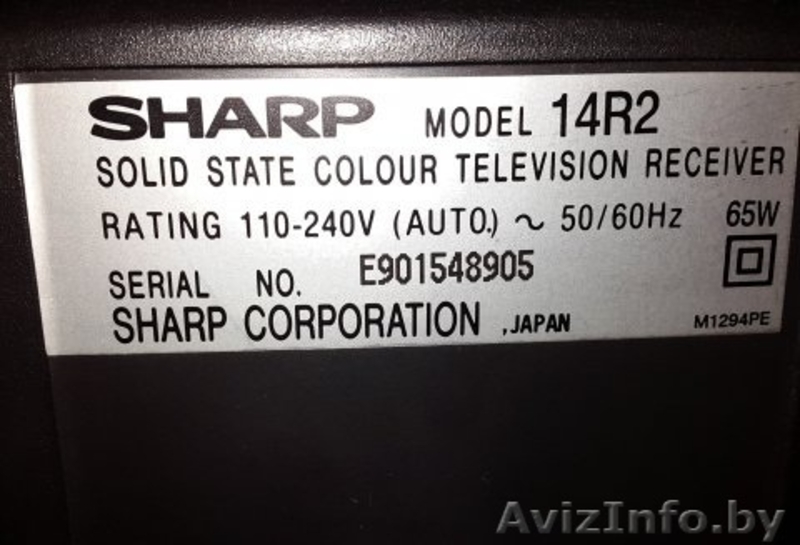 SHARP MODEL 14R2
SOLID STATE COLOUR TELEVISION RECEIVER
RATING 110-240V (AUTO.) ~ 50/60Hz 65W
SERIAL NO. E901548905
SHARP CORPORATION ,JAPAN M1294PE
AvizInfo.by